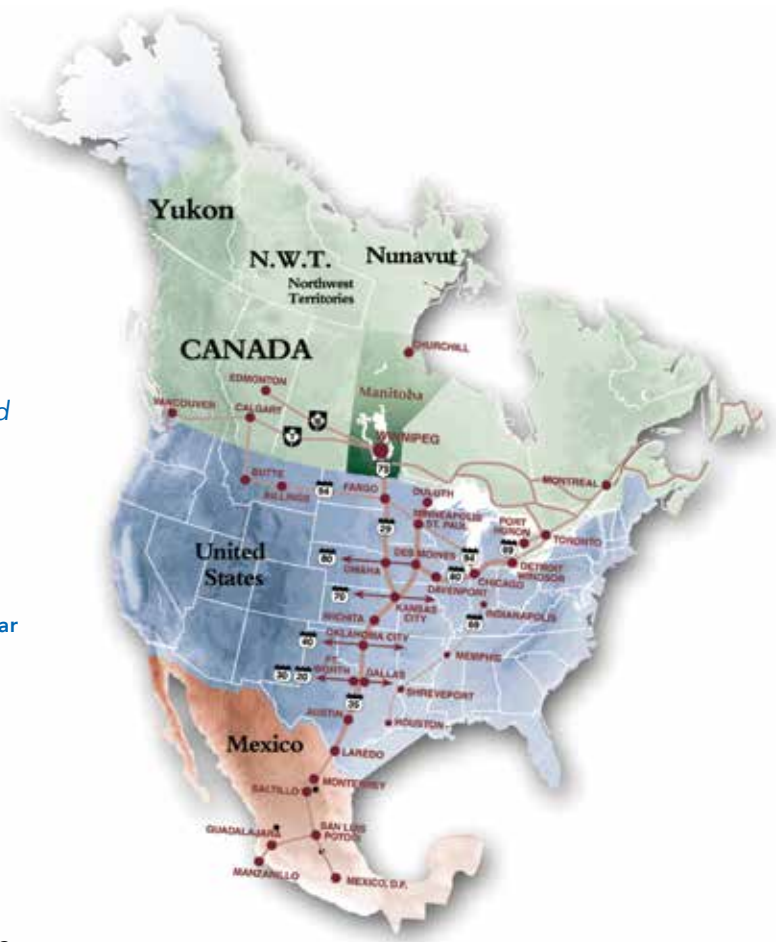 Yukon
N.W.T.
Northwest
Territories
Nunavut
CANADA
CHURCHILL
EDMONTON
Manitoba
VANCOUVER
CALGARY
WINNIPEG
75
BUTTE
BILLINGS
94
FARGO
DULUTH
MINNEAPOLIS
ST. PAUL
MONTREAL
PORT
HURON
TORONTO
29
94
69
DETROIT
WINDSOR
United
States
80
DES MOINES
OMAHA
80
CHICAGO
DAVENPORT
70
KANSAS
CITY
INDIANAPOLIS
69
WICHITA
40
OKLAHOMA CITY
MEMPHIS
FT.
WORTH
DALLAS
30
20
SHREVEPORT
35
AUSTIN
HOUSTON
Mexico
LAREDO
MONTERREY
SALTILLO
GUADALAJARA
SAN LUIS
POTOSI
MANZANILLO
MEXICO, D.F.
d
ar